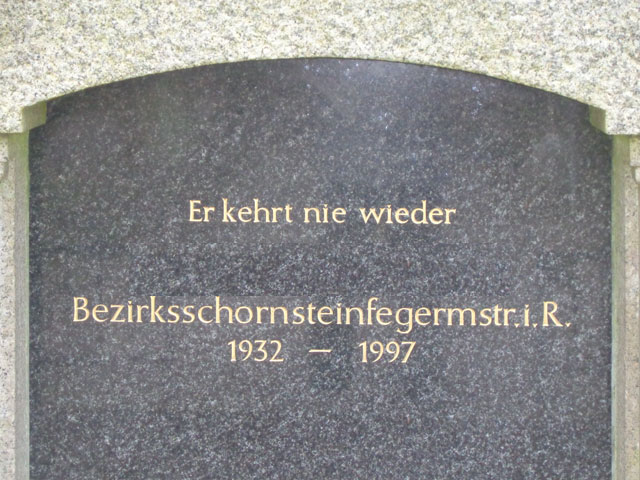 Er kehrt nie wieder
Bezirksschornsteinfegermstr.i.R.
1932 – 1997